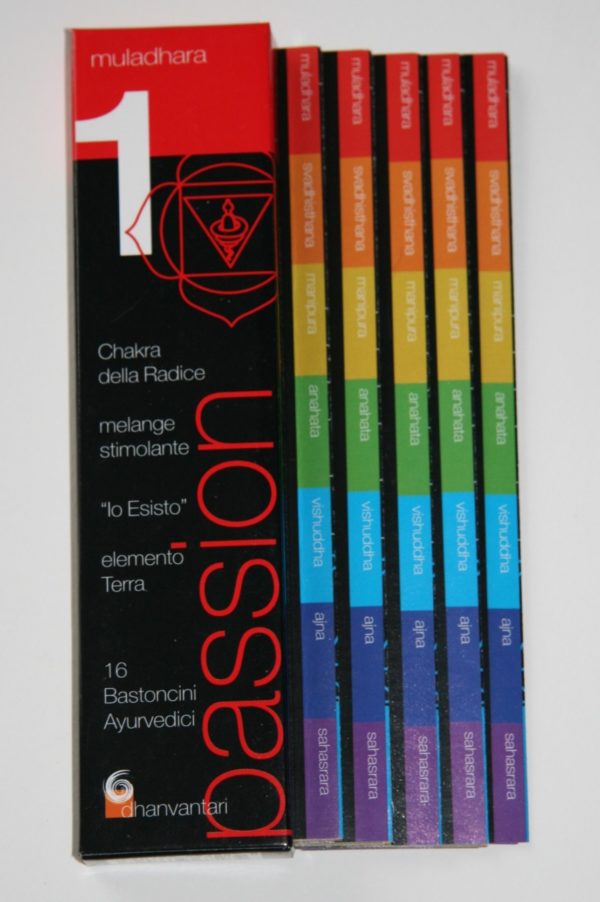 muladhara
1
Chakra
della Radice
melange
stimolante
"Io Esisto"
elemento
Terra
16
Bastoncini
Ayurvedici
dhanvantari
passion
muladhara
svadhisthana
manipura
anahata
vishuddha
ajna
sahasrara
muladhara
svadhisthana
manipura
anahata
vishuddha
ajna
sahasrara
muladhara
svadhisthana
manipura
anahata
vishuddha
ajna
sahasrara
muladhara
svadhisthana
manipura
anahata
vishuddha
ajna
sahasrara
muladhara
svadhisthana
manipura
anahata
vishuddha
ajna
sahasrara